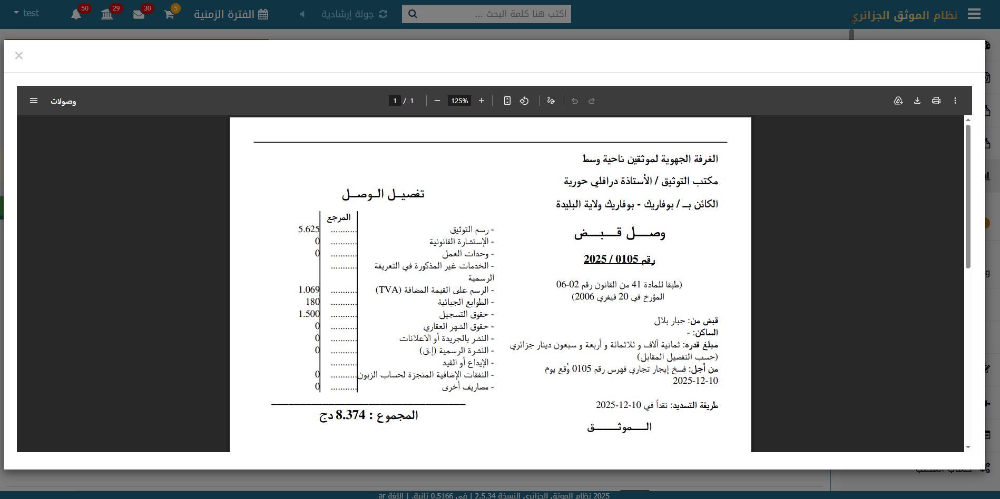 نظام الموثق الجزائري
اكتب هنا كلمة البحث ...
جولة إرشادية
الفترة الزمنية
5
30
29
50
test
×
وصولات
1 / 1
125%
الغرفة الجهوية لموثقين ناحية وسط
مكتب التوثيق / الأستاذة درافلي حورية
الكائن بـ / بوفاريك - بوفاريك ولاية البليدة
وصـــل قـــبـــض
رقم 0105 / 2025
(طبقا للمادة 41 من القانون رقم 02-06
المؤرخ في 20 فيفري 2006)
قبض من: جبار بلال
الساكن: -
مبلغ قدره: ثمانية آلاف و ثلاثمائة و أربعة و سبعون دينار جزائري
(حسب التفصيل المقابل)
من أجل: فسخ إيجار تجاري فهرس رقم 0105 وُقع يوم
2025-12-10
طريقة التسديد: نقداً في 10-12-2025
الـــموثـــــق
تفصيــل الــوصــل
المرجع
- رسم التوثيق ........... 5.625
- الإستشارة القانونية ........... 0
- وحدات العمل ........... 0
- الخدمات غير المذكورة في التعريفة ...........
الرسمية
- الرسم على القيمة المضافة (TVA) ........... 1.069
- الطوابع الجبائية ........... 180
- حقوق التسجيل ........... 1.500
- حقوق الشهر العقاري ........... 0
- النشر بالجريدة أو الاعلانات ........... 0
- النشرة الرسمية (إ.ق) ........... 0
- الإيداع أو القيد ...........
- النفقات الإضافية المنجزة لحساب الزبون ........... 0
- مصاريف أخرى ........... 0
المجموع : 8.374 دج
2025 نظام الموثق الجزائري النسخة 2.5.34 | في 0.5166 ثانية. | اللغة ar